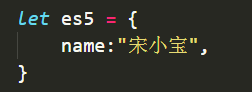 let es5 = {
    name:"宋小宝",
}